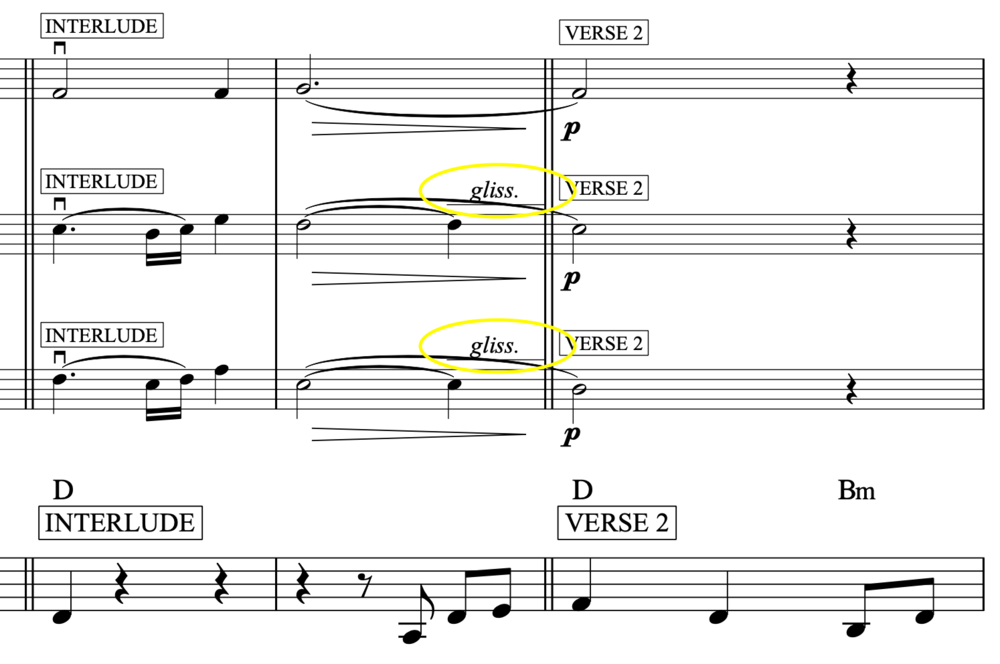 INTERLUDE
VERSE 2
p
INTERLUDE
gliss.
VERSE 2
p
INTERLUDE
gliss.
VERSE 2
p
D
D
Bm
INTERLUDE
VERSE 2